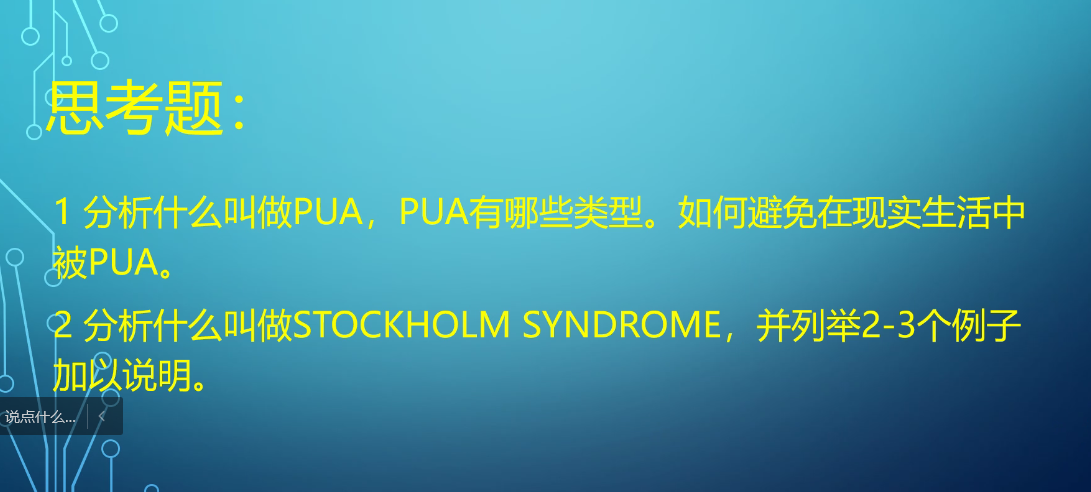 思考题：
1 分析什么叫做PUA，PUA有哪些类型。如何避免在现实生活中
被PUA。
2 分析什么叫做STOCKHOLM SYNDROME，并列举2-3个例子
加以说明。
说点什么...